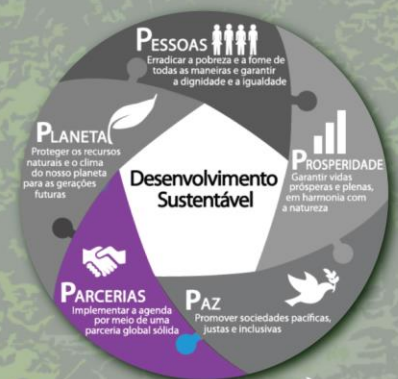 PESSOAS
Erradicar a pobreza e a fome de
todas as maneiras e garantir
a dignidade e a igualdade
PLANETA
Proteger os recursos
naturais e o clima
do nosso planeta
para as gerações
futuras
PROSPERIDADE
Garantir vidas
prósperas e plenas,
em harmonia com
a natureza
Desenvolvimento
Sustentável
PARCERIAS
Implementar a agenda
por meio de uma
parceria global sólida
PAZ
Promover sociedades pacíficas,
justas e inclusivas